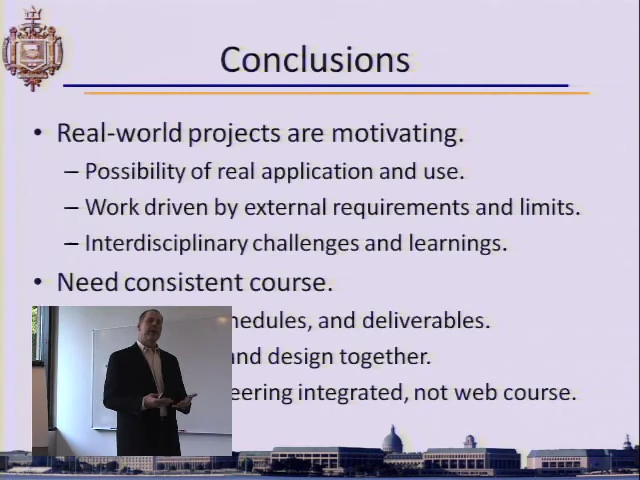 Conclusions
• Real-world projects are motivating.
– Possibility of real application and use.
– Work driven by external requirements and limits.
– Interdisciplinary challenges and learnings.
• Need consistent course.
hedules, and deliverables.
and design together.
eering integrated, not web course.